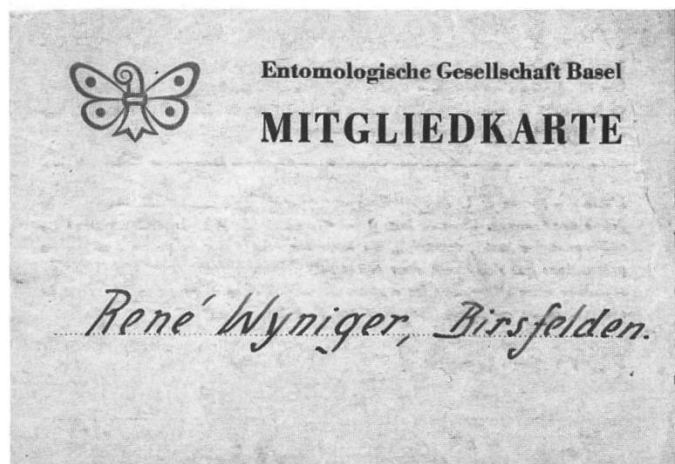 Entomologische Gesellschaft Basel
MITGLIEDKARTE
René Wyniger, Birsfelden.